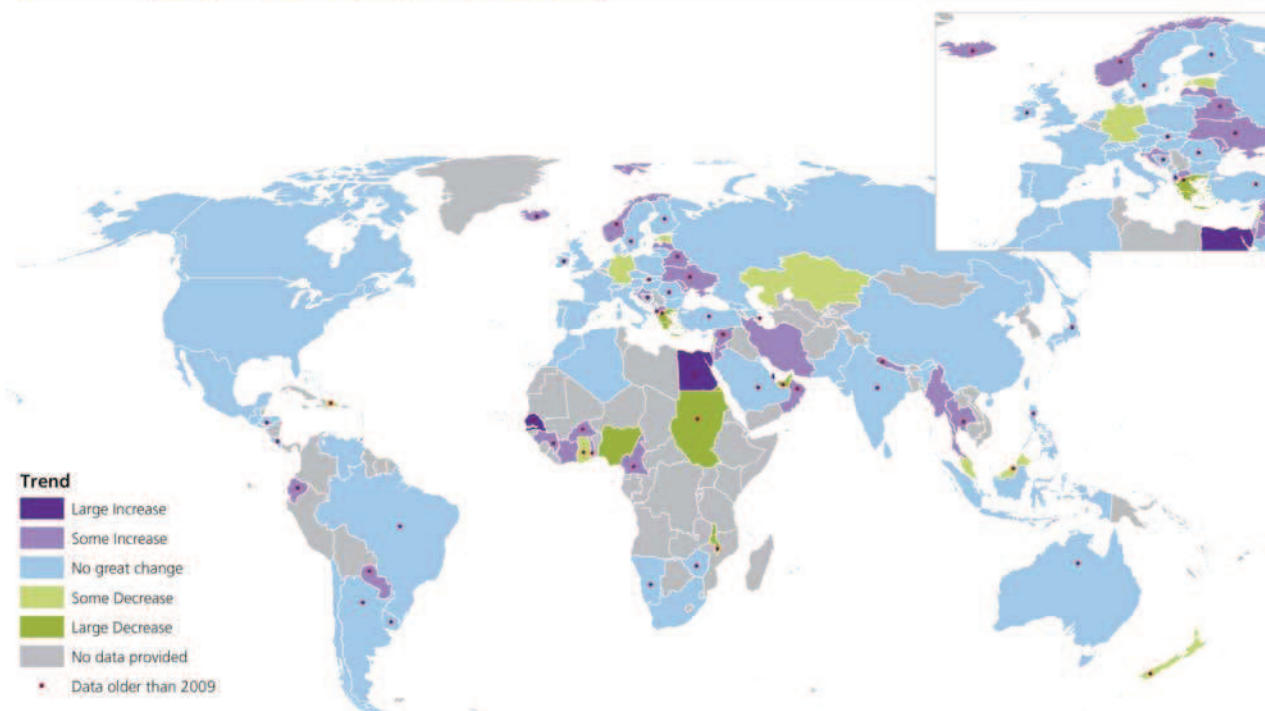 Trend
Large Increase
Some Increase
No great change
Some Decrease
Large Decrease
No data provided
Data older than 2009